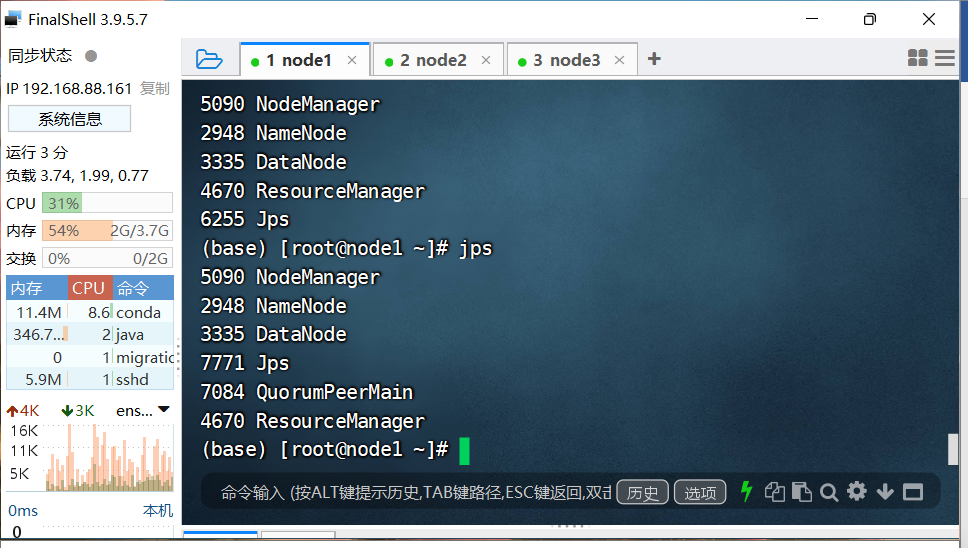 FinalShell 3.9.5.7
同步状态
IP 192.168.88.161 复制
系统信息
运行 3 分
负载 3.74, 1.99, 0.77
CPU 31%
内存 54% 2G/3.7G
交换 0% 0/2G
内存 CPU 命令
11.4M 8.6 conda
346.7... 2 java
0 1 migratic
5.9M 1 sshd
4K 3K ens...
16K
11K
5K
0ms 本机
0
1 node1
2 node2
3 node3
5090 NodeManager
2948 NameNode
3335 DataNode
4670 ResourceManager
6255 Jps
(base) [root@node1 ~]# jps
5090 NodeManager
2948 NameNode
3335 DataNode
7771 Jps
7084 QuorumPeerMain
4670 ResourceManager
(base) [root@node1 ~]#
命令输入 (按ALT键提示历史,TAB键路径,ESC键返回,双击 历史 选项